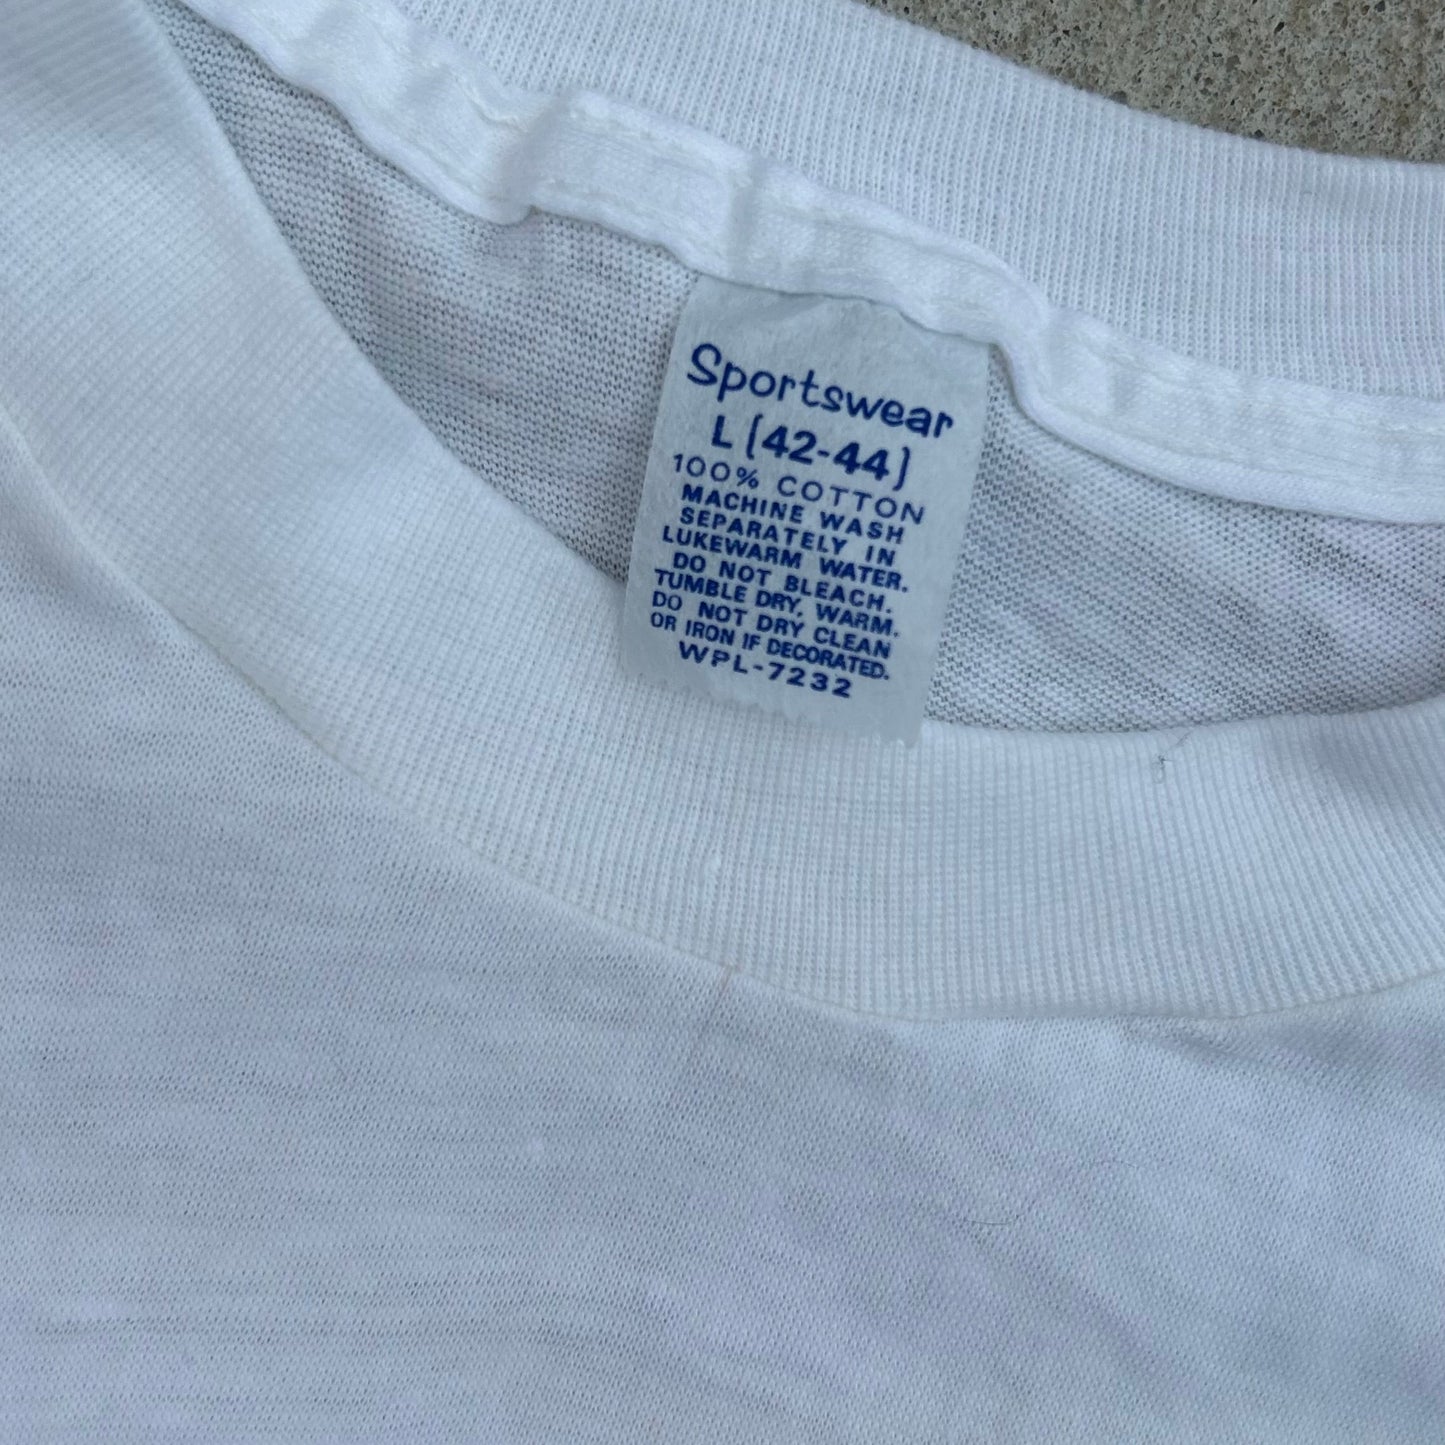 Sportswear
L (42-44)
100% COTTON
MACHINE WASH
SEPARATELY IN
LUKEWARM WATER.
DO NOT BLEACH.
TUMBLE DRY, WARM.
DO NOT DRY CLEAN
OR IRON IF DECORATED.
WPL-7232